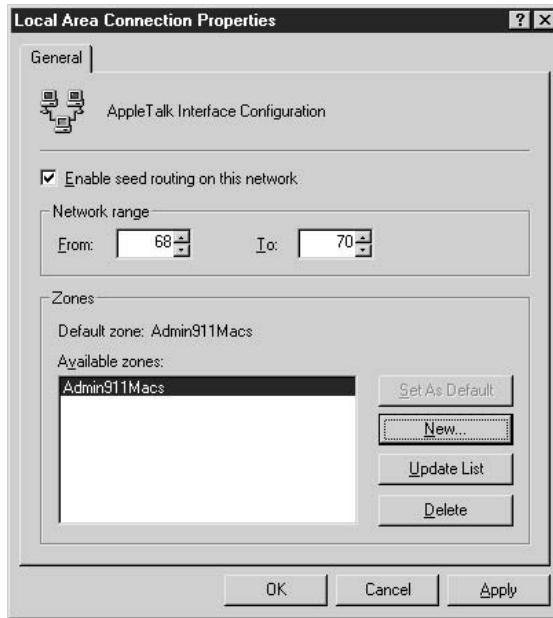 Local Area Connection Properties
General
AppleTalk Interface Configuration
Enable seed routing on this network
Network range
From: 68 To: 70
Zones
Default zone: Admin911Macs
Available zones:
Admin911Macs
Set As Default
New...
Update List
Delete
OK Cancel Apply